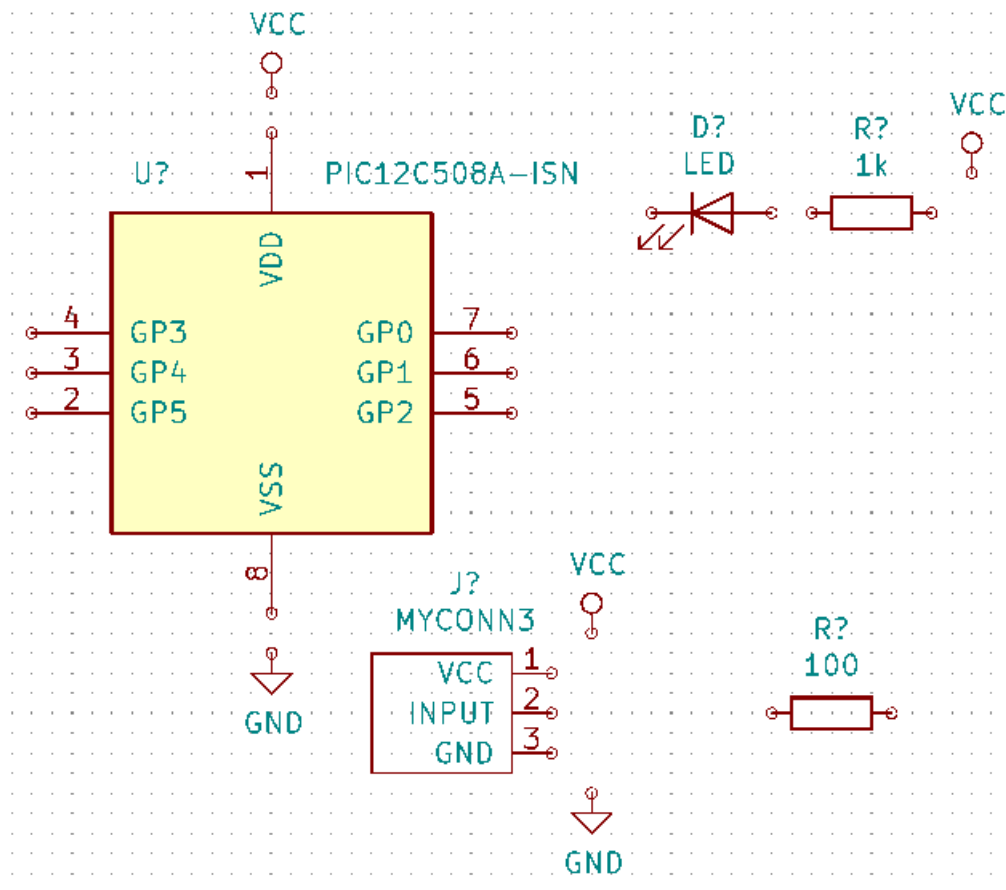 VCC
VCC
D?
R?
LED
1k
U?
1
PIC12C508A-ISN
VDD
4
GP3
GP0
7
3
GP4
GP1
6
2
GP5
GP2
5
VSS
8
VCC
J?
MYCONN3
R?
100
VCC
1
INPUT
2
GND
3
GND
GND